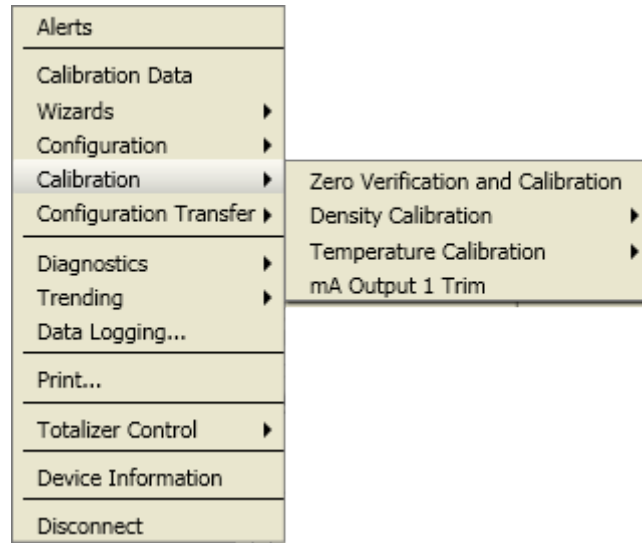 Alerts
Calibration Data
Wizards
Configuration
Calibration
Configuration Transfer
Diagnostics
Trending
Data Logging...
Print...
Totalizer Control
Device Information
Disconnect
Zero Verification and Calibration
Density Calibration
Temperature Calibration
mA Output 1 Trim